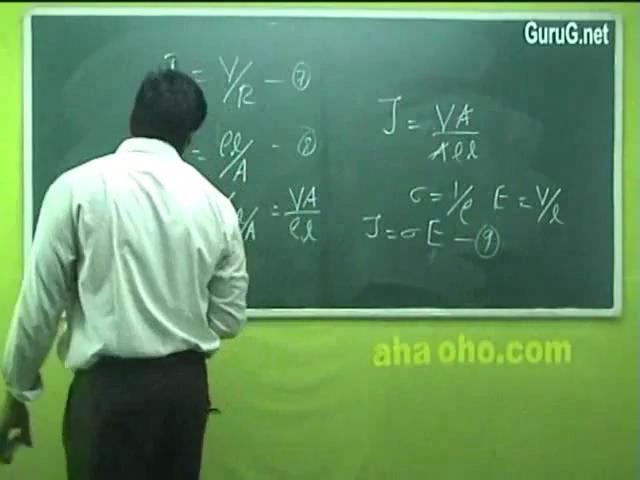 GuruG.net
= V/R — ⑦
= ρl/A — ⑧
l/A = VA/ρl
J = VA/Aρl
σ = 1/ρ E = V/l
J = σ E — ⑨
aha oho.com